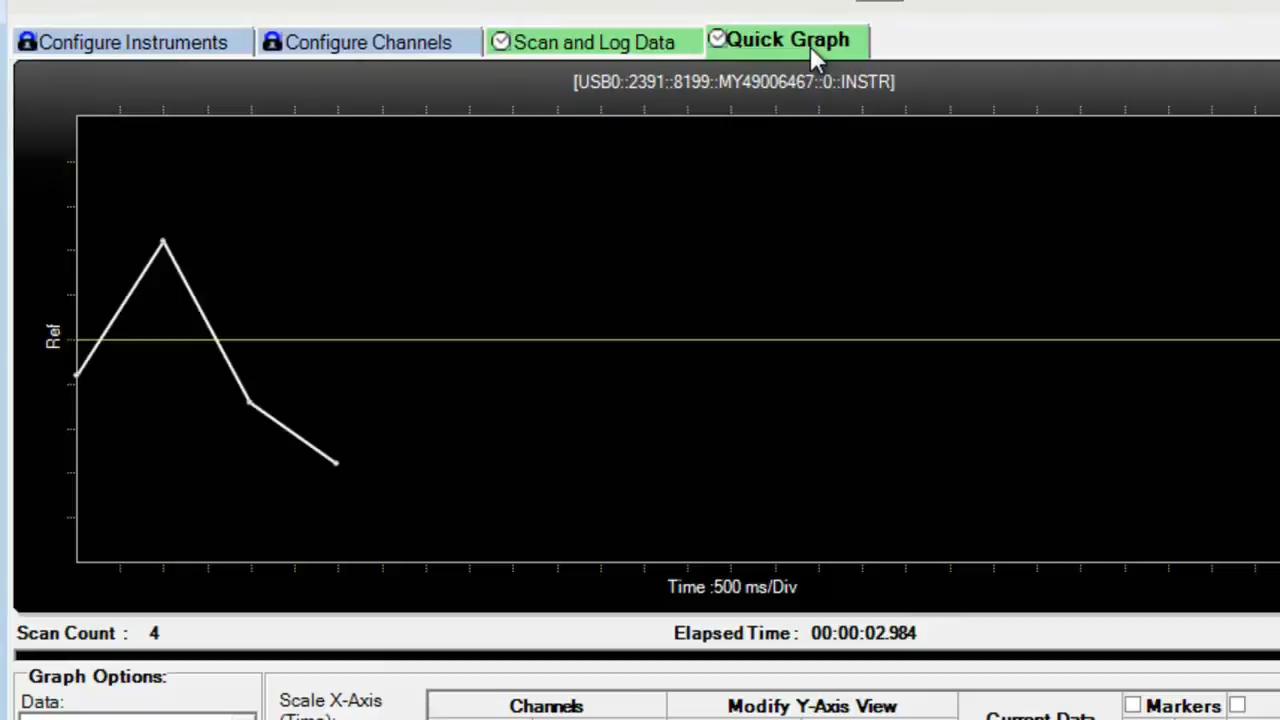 Configure Instruments Configure Channels Scan and Log Data Quick Graph
[USB0::2391::8199::MY49006467::0::INSTR]
Ref
Time :500 ms/Div
Scan Count : 4 Elapsed Time : 00:00:02.984
Graph Options:
Data:
Scale X-Axis
(Time):
Channels Modify Y-Axis View Current Data Markers